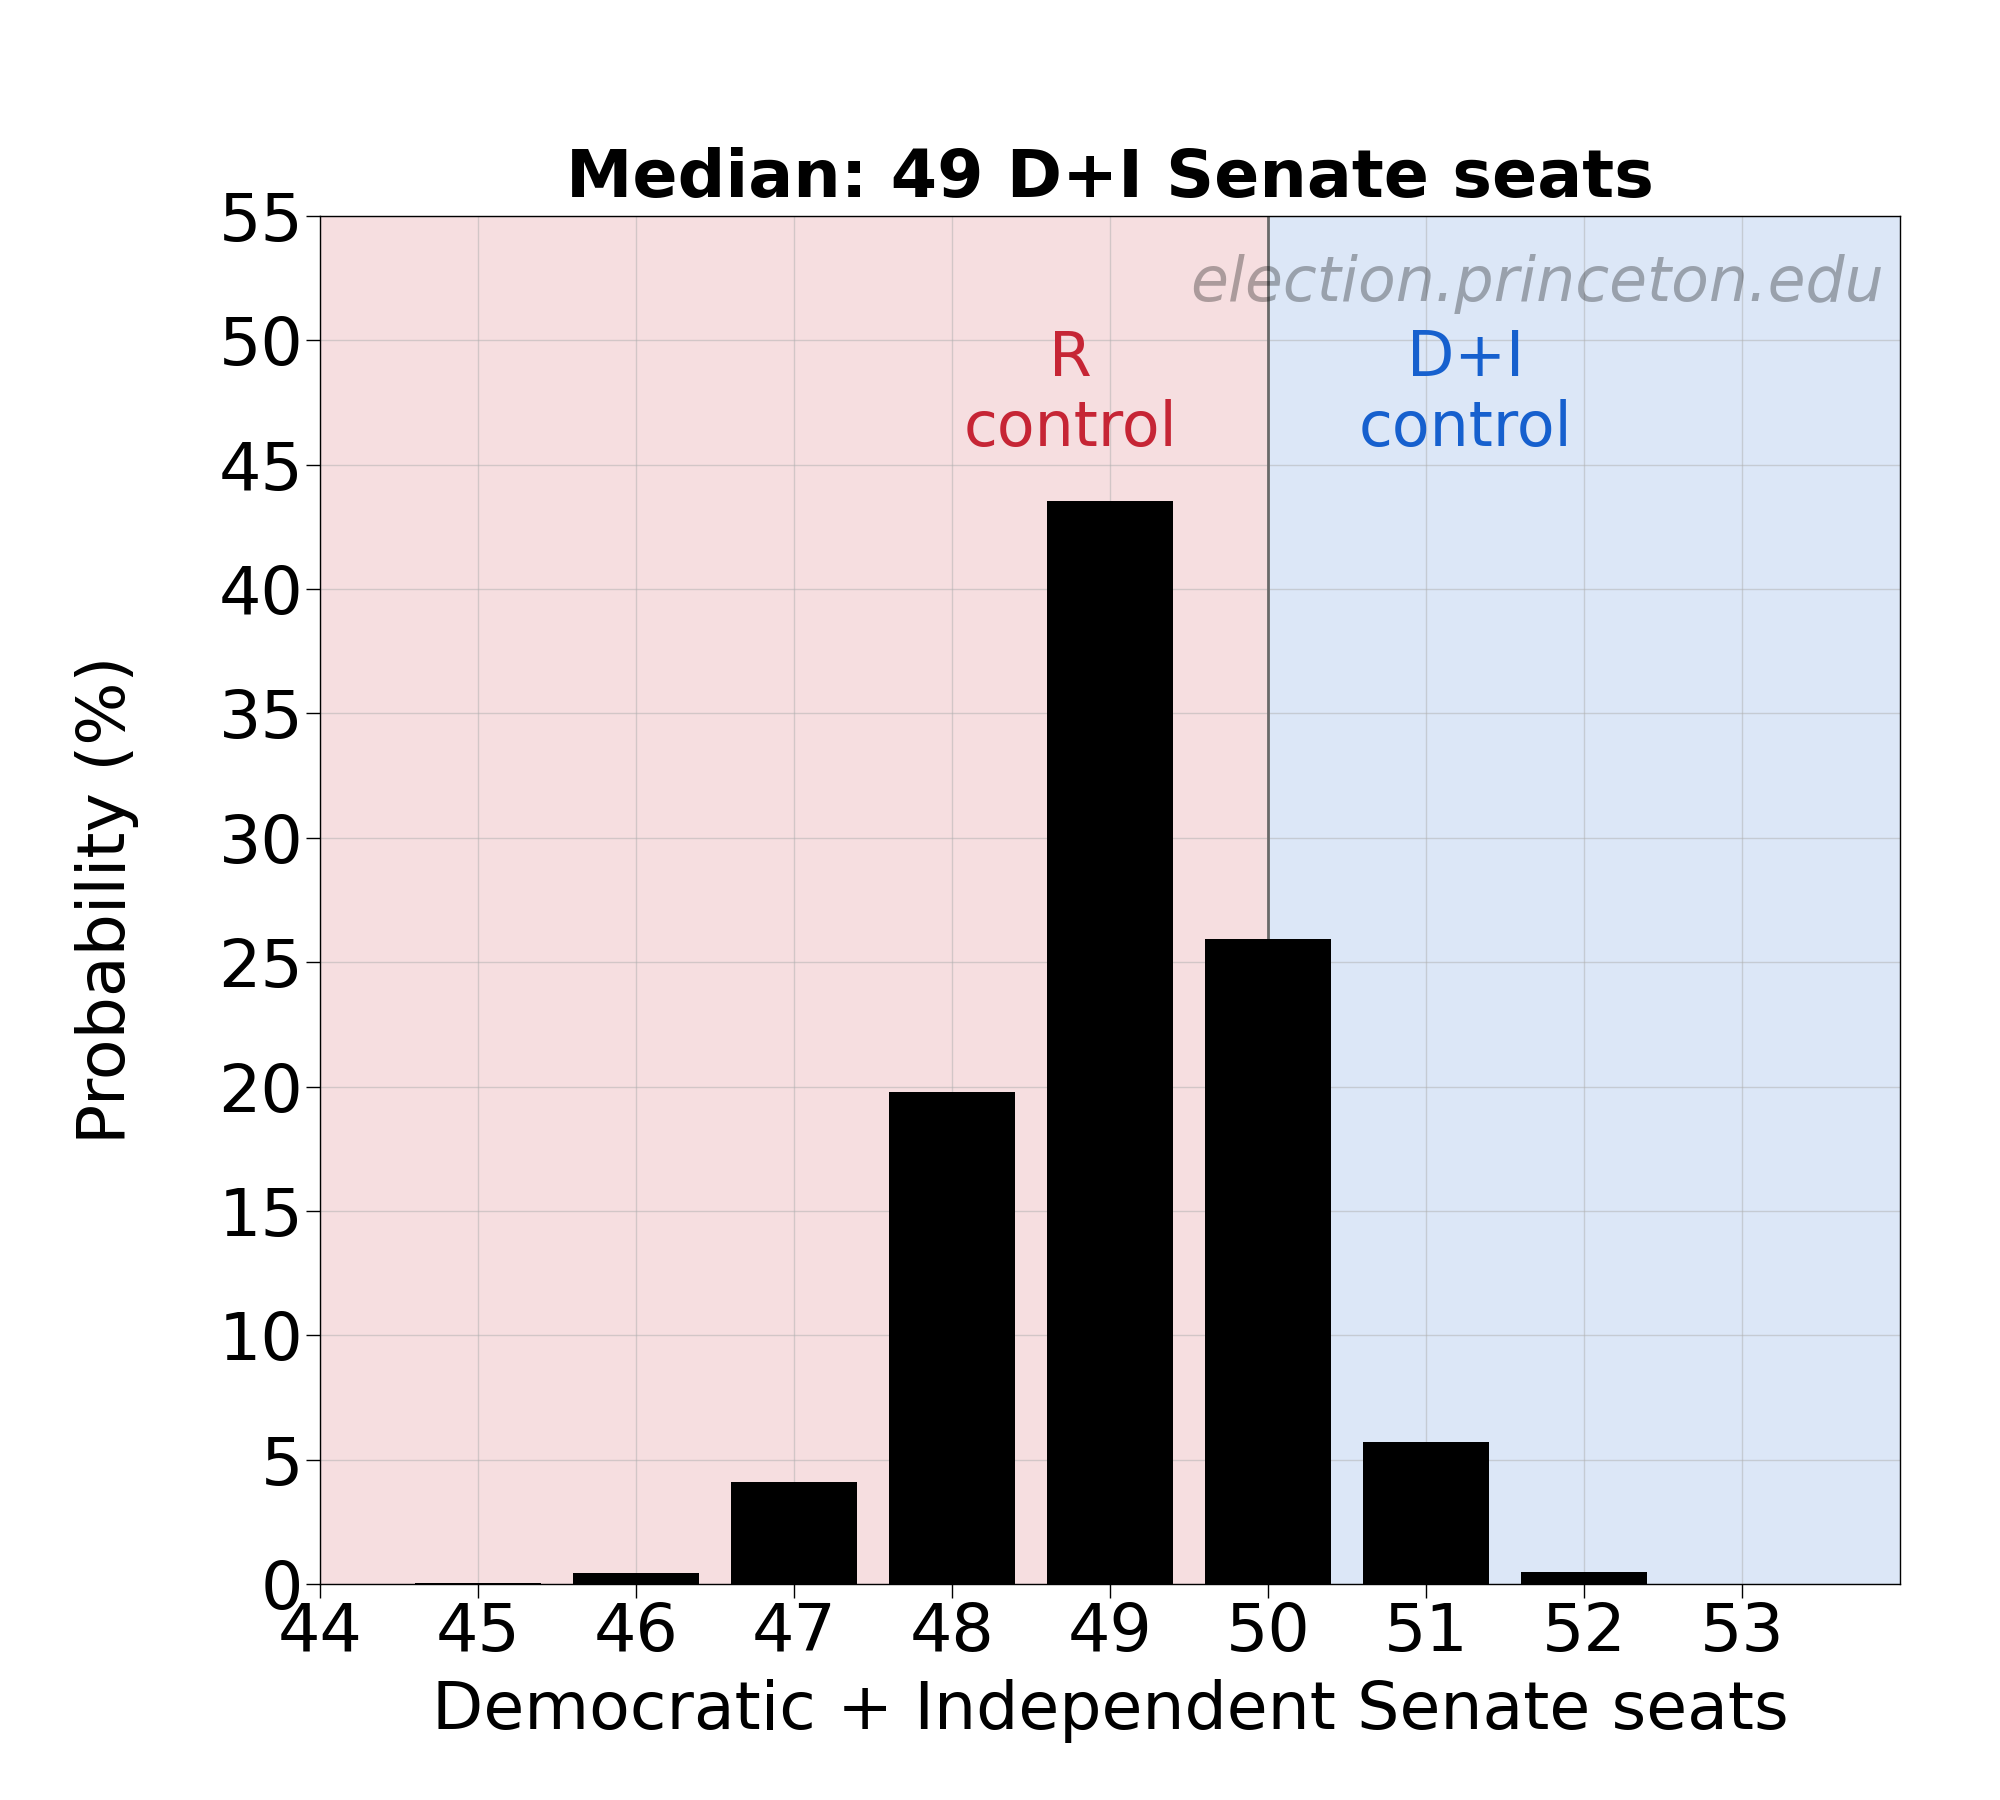 Median: 49 D+I Senate seats
election.princeton.edu
R
control
D+I
control
55
50
45
40
35
30
25
20
15
10
5
0
Probability (%)
44 45 46 47 48 49 50 51 52 53
Democratic + Independent Senate seats